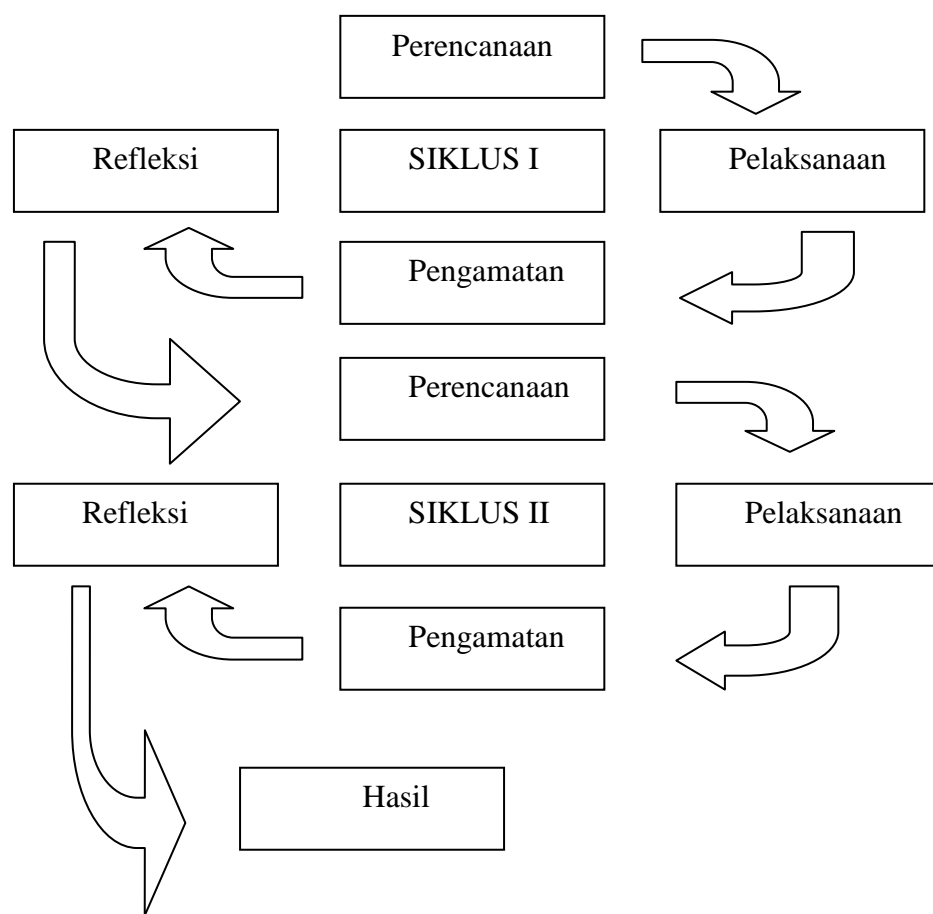 Perencanaan
Refleksi
SIKLUS I
Pelaksanaan
Pengamatan
Perencanaan
Refleksi
SIKLUS II
Pelaksanaan
Pengamatan
Hasil